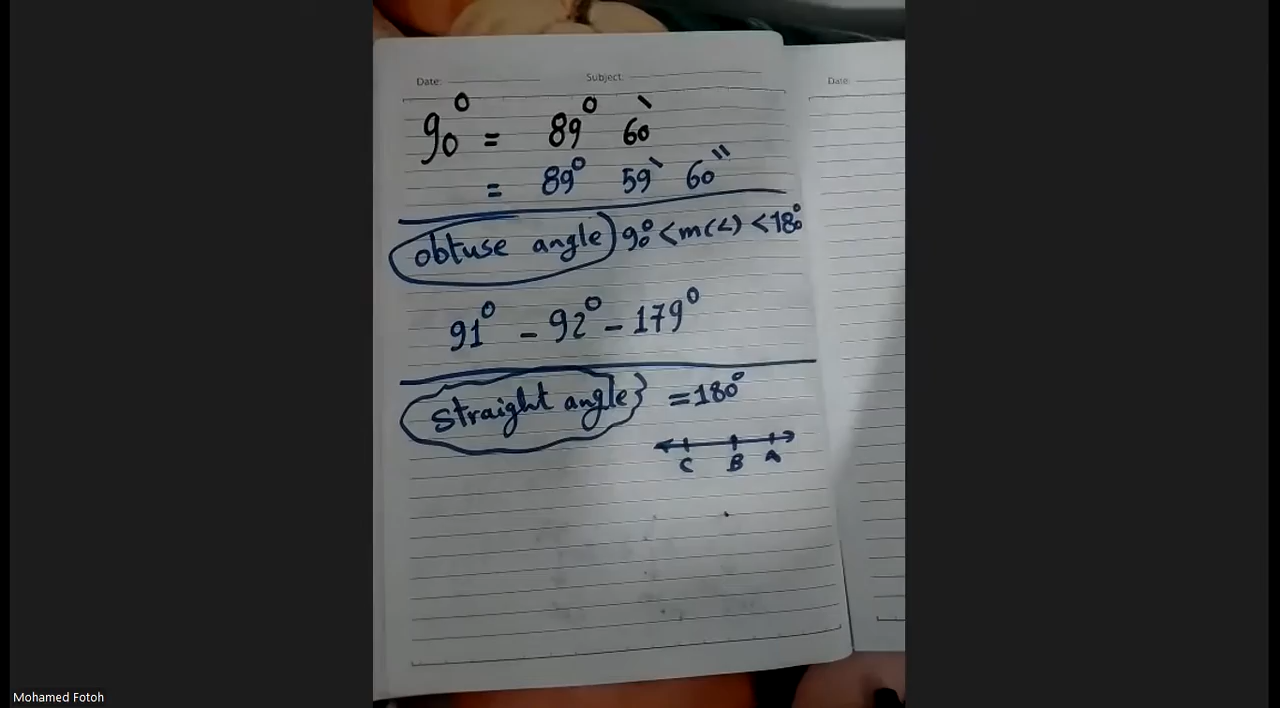 Date: Subject:
Date:
90° = 89° 60`
= 89° 59` 60``
obtuse angle 90° < m(∠) < 180°
91° - 92° - 179°
Straight angle } = 180°
C B A
Mohamed Fotoh